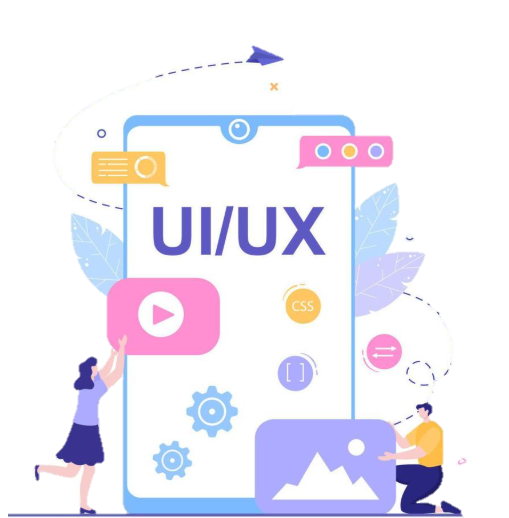 UI/UX
CSS
[ ]